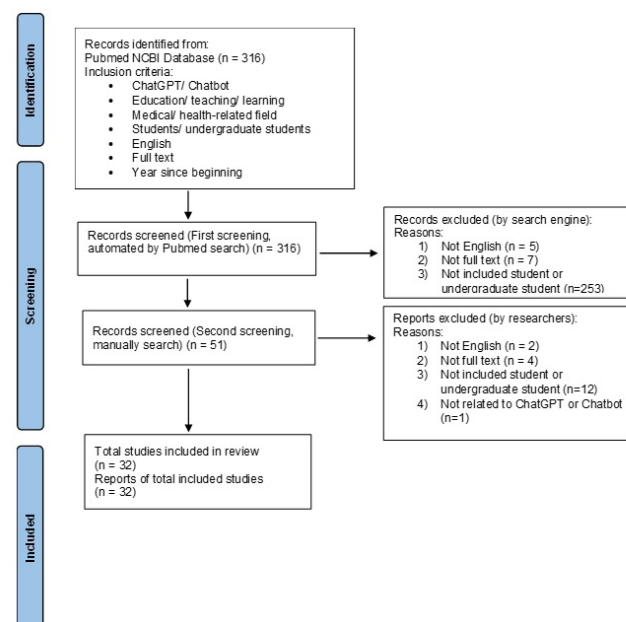 Identification
Records identified from:
Pubmed NCBI Database (n = 316)
Inclusion criteria:
• ChatGPT/ Chatbot
• Education/ teaching/ learning
• Medical/ health-related field
• Students/ undergraduate students
• English
• Full text
• Year since beginning
Screening
Records screened (First screening,
automated by Pubmed search) (n = 316)
Records excluded (by search engine):
Reasons:
1) Not English (n = 5)
2) Not full text (n = 7)
3) Not included student or
undergraduate student (n=253)
Records screened (Second screening,
manually search) (n = 51)
Reports excluded (by researchers):
Reasons:
1) Not English (n = 2)
2) Not full text (n = 4)
3) Not included student or
undergraduate student (n=12)
4) Not related to ChatGPT or Chatbot
(n=1)
Included
Total studies included in review
(n = 32)
Reports of total included studies
(n = 32)